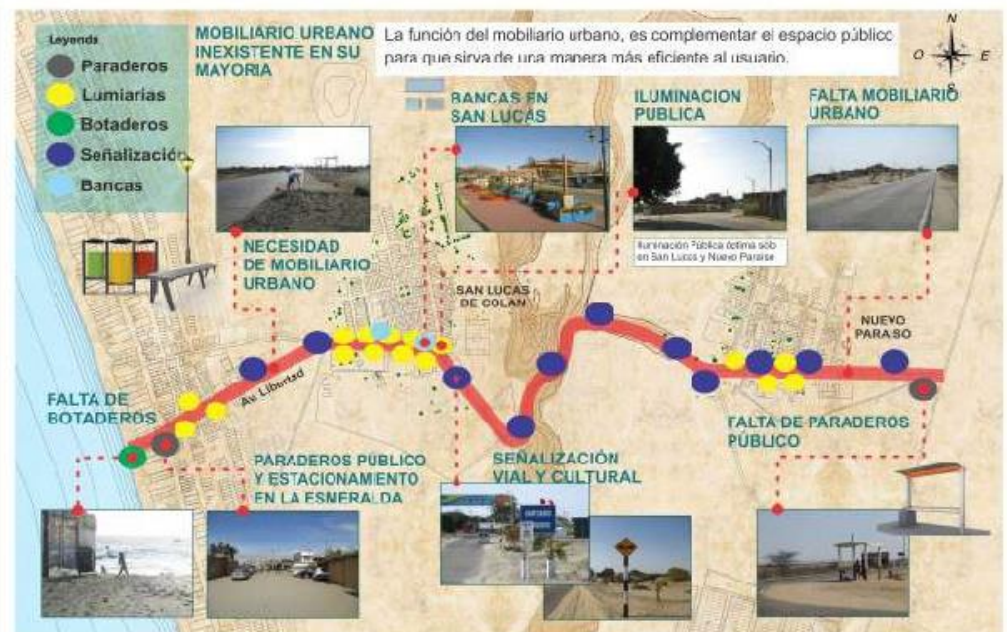 Leyenda
Paraderos
Lumiarias
Botaderos
Señalización
Bancas
MOBILIARIO URBANO
INEXISTENTE EN SU
MAYORIA
La función del mobiliario urbano, es complementar el espacio público
para que sirva de una manera más eficiente al usuario.
N
O
E
S
BANCAS EN
SAN LUCAS
ILUMINACION
PUBLICA
FALTA MOBILIARIO
URBANO
Iluminación Pública óptima solo
en San Lucas y Nuevo Paraiso
NECESIDAD
DE MOBILIARIO
URBANO
SAN LUCAS
DE COLAN
NUEVO
PARAISO
Av. Libertad
FALTA DE
BOTADEROS
FALTA DE PARADEROS
PÚBLICO
PARADEROS PÚBLICO
Y ESTACIONAMIENTO
EN LA ESMERALDA
SEÑALIZACIÓN
VIAL Y CULTURAL